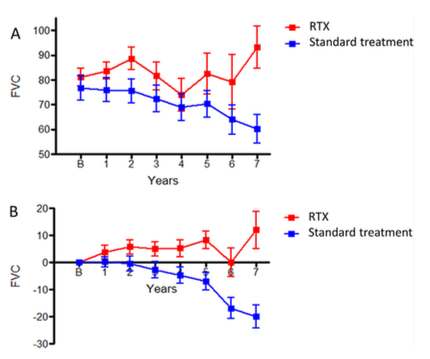 A
RTX
Standard treatment
100
90
80
70
60
50
FVC
B 1 2 3 4 5 6 7
Years
B
RTX
Standard treatment
20
10
0
-10
-20
-30
FVC
B 1 2 3 4 5 6 7
Years